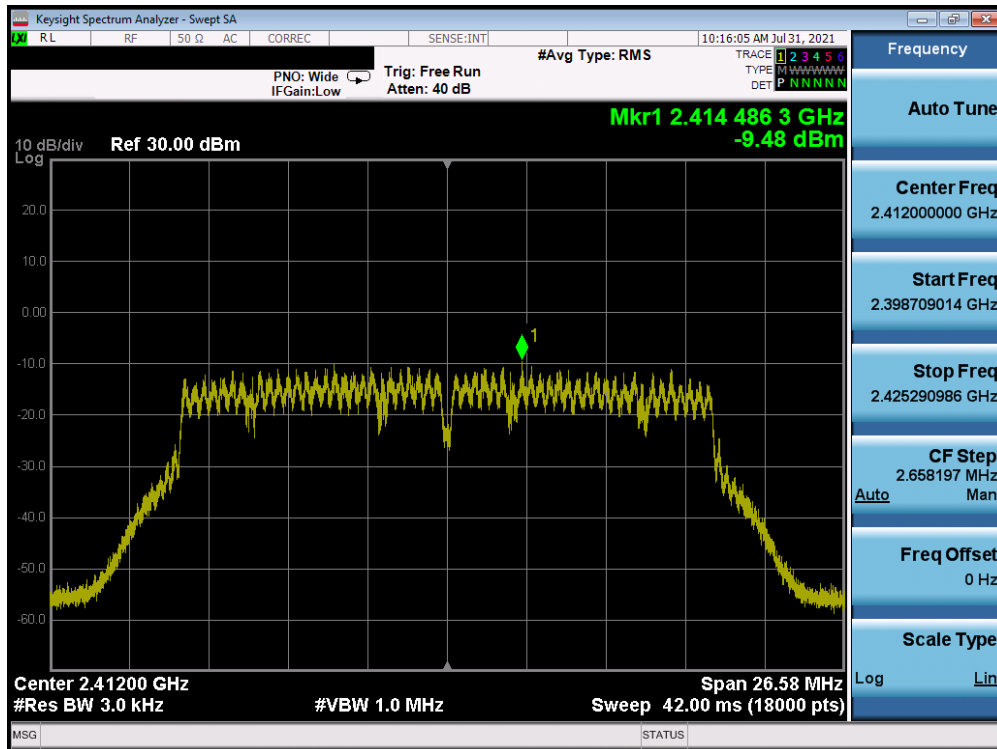 Keysight Spectrum Analyzer - Swept SA
LXI RL RF 50 Ω AC CORREC SENSE:INT 10:16:05 AM Jul 31, 2021
PNO: Wide
IFGain:Low
Trig: Free Run
Atten: 40 dB
#Avg Type: RMS
TRACE 1 2 3 4 5 6
TYPE M W W W W W
DET P N N N N N
Mkr1 2.414 486 3 GHz
-9.48 dBm
10 dB/div Ref 30.00 dBm
Log
20.0
10.0
0.00
-10.0
-20.0
-30.0
-40.0
-50.0
-60.0
1
Center 2.41200 GHz Span 26.58 MHz
#Res BW 3.0 kHz #VBW 1.0 MHz Sweep 42.00 ms (18000 pts)
MSG STATUS
Frequency
Auto Tune
Center Freq
2.412000000 GHz
Start Freq
2.398709014 GHz
Stop Freq
2.425290986 GHz
CF Step
2.658197 MHz
Auto Man
Freq Offset
0 Hz
Scale Type
Log Lin